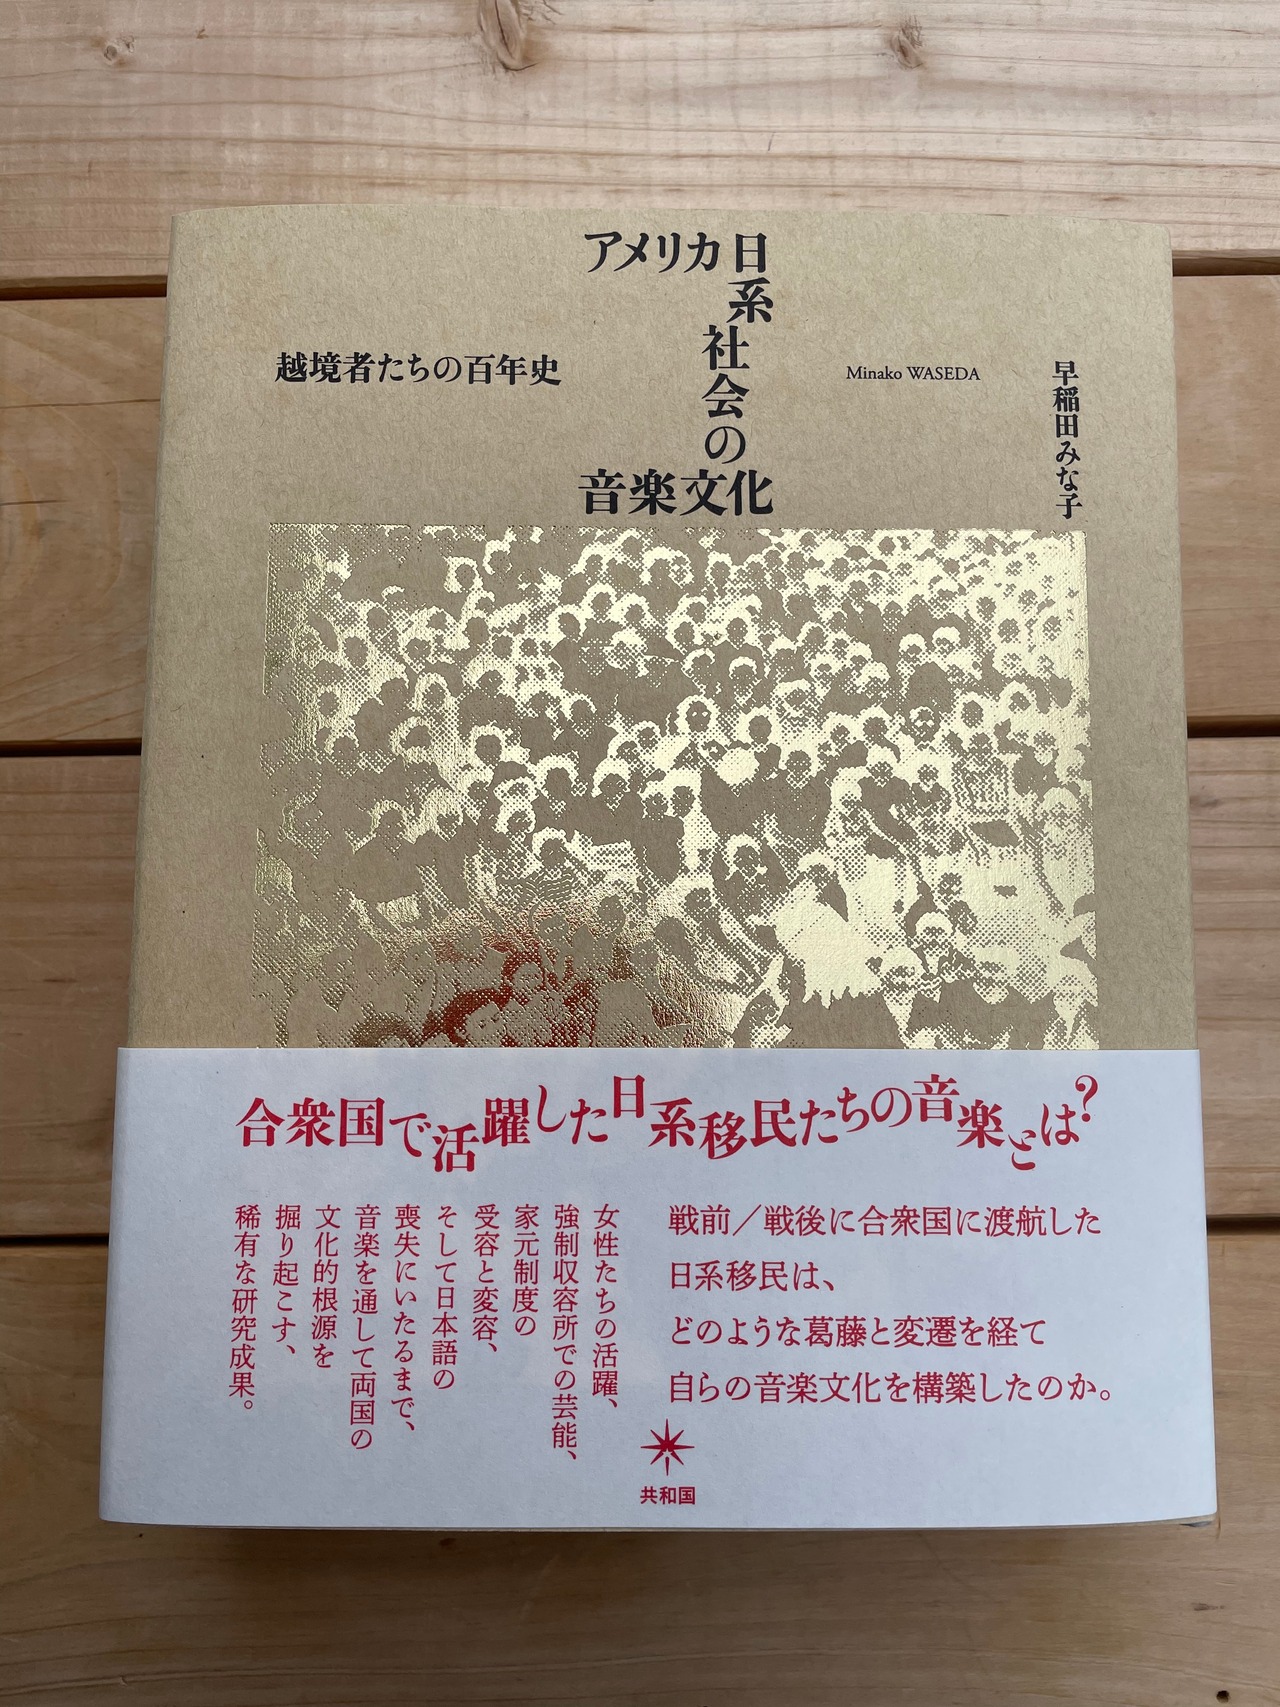 アメリカ日系社会の音楽文化
越境者たちの百年史
Minako WASEDA
早稲田みな子
合衆国で活躍した日系移民たちの音楽とは?
戦前／戦後に合衆国に渡航した
日系移民は、
どのような葛藤と変遷を経て
自らの音楽文化を構築したのか。
女性たちの活躍、
強制収容所での芸能、
家元制度の
受容と変容、
そして日本語の
喪失にいたるまで、
音楽を通して両国の
文化的根源を
掘り起こす、
稀有な研究成果。
共和国